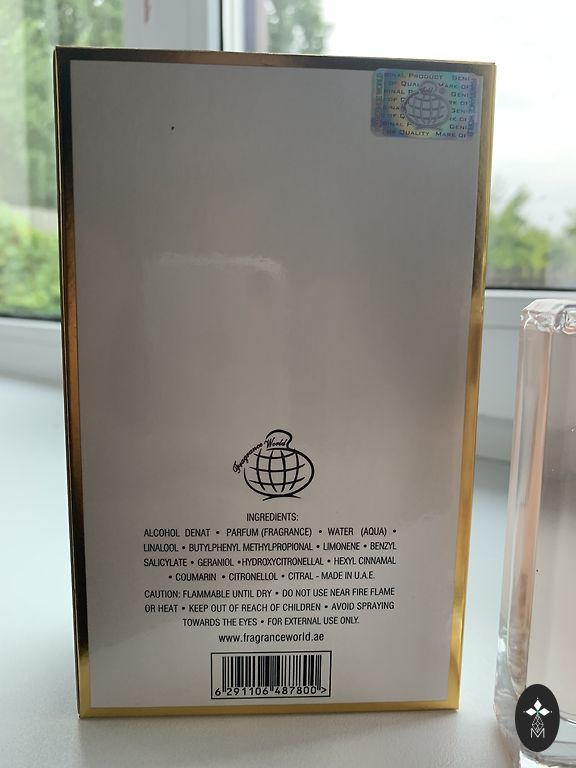 Fragrance World
INGREDIENTS:
ALCOHOL DENAT • PARFUM (FRAGRANCE) • WATER (AQUA) •
LINALOOL • BUTYLPHENYL METHYLPROPIONAL • LIMONENE • BENZYL
SALICYLATE • GERANIOL •HYDROXYCITRONELLAL • HEXYL CINNAMAL
• COUMARIN • CITRONELLOL • CITRAL - MADE IN U.A.E.
CAUTION: FLAMMABLE UNTIL DRY • DO NOT USE NEAR FIRE FLAME
OR HEAT • KEEP OUT OF REACH OF CHILDREN • AVOID SPRAYING
TOWARDS THE EYES • FOR EXTERNAL USE ONLY.
www.fragranceworld.ae
6 291106 487800 >
M